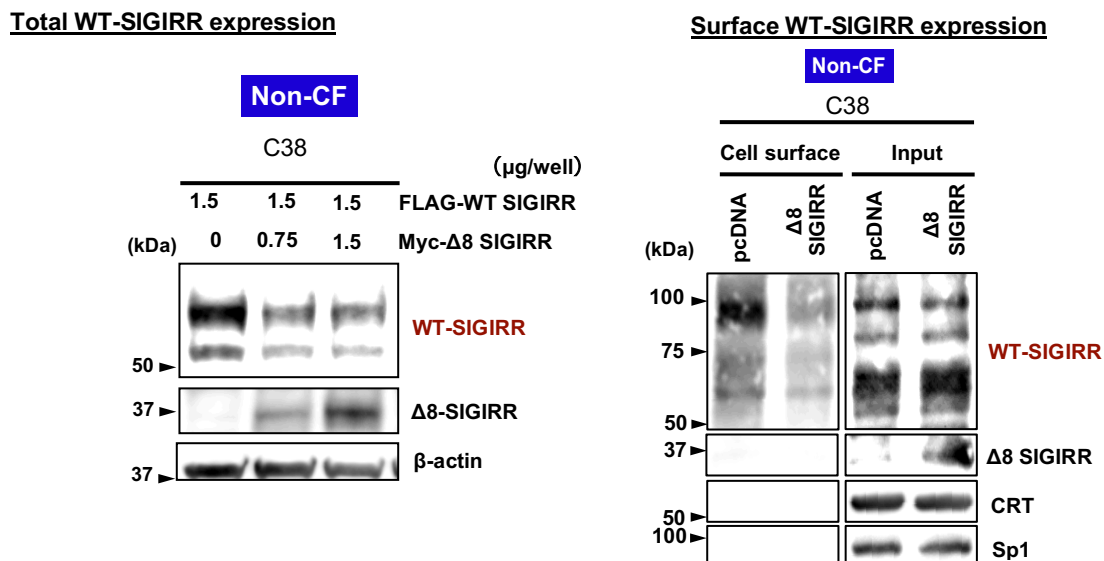 Total WT-SIGIRR expression
Non-CF
C38
(μg/well)
1.5 1.5 1.5 FLAG-WT SIGIRR
(kDa) 0 0.75 1.5 Myc-Δ8 SIGIRR
WT-SIGIRR
50
37 Δ8-SIGIRR
β-actin
37
Surface WT-SIGIRR expression
Non-CF
C38
Cell surface Input
pcDNA Δ8 SIGIRR pcDNA Δ8 SIGIRR
(kDa)
100
75 WT-SIGIRR
50
37 Δ8 SIGIRR
CRT
50
100
Sp1